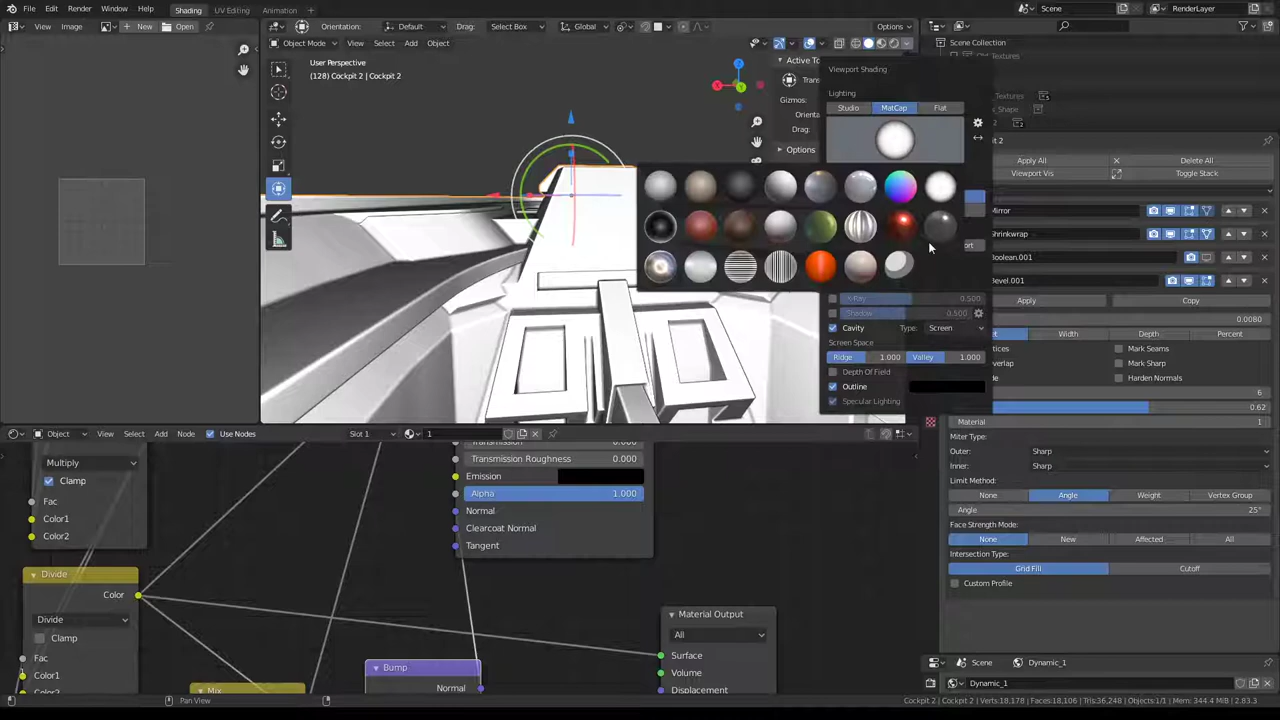 File Edit Render Window Help Shading UV Editing Animation Scene RenderLayer
View Image New Open Orientation: Default Drag: Select Box Global Options
Object Mode View Select Add Object
User Perspective
(128) Cockpit 2 | Cockpit 2
Active To
Trans
Gizmos:
Orienta
Drag:
Options
Viewport Shading
Lighting
Studio MatCap Flat
X-Ray 0.500
Shadow 0.500
Cavity Type: Screen
Screen Space
Ridge 1.000 Valley 1.000
Depth Of Field
Outline
Specular Lighting
Scene Collection
Textures
Textures
Shape
Apply All Delete All
Viewport Vis Toggle Stack
Mirror
Shrinkwrap
Boolean.001
Bevel.001
Apply Copy
0.0080
Width Depth Percent
Mark Seams
Mark Sharp
Harden Normals
6
0.62
Material 1
Miter Type:
Outer: Sharp
Inner: Sharp
Limit Method:
None Angle Weight Vertex Group
Angle 25°
Face Strength Mode:
None New Affected All
Intersection Type:
Grid Fill Cutoff
Custom Profile
Scene Dynamic_1
Dynamic_1
Object View Select Add Node Use Nodes Slot 1 1
Multiply
Clamp
Fac
Color1
Color2
Divide
Color
Divide
Clamp
Fac
Color1
Color2
Mix
Transmission 0.000
Transmission Roughness 0.000
Emission
Alpha 1.000
Normal
Clearcoat Normal
Tangent
Bump
Normal
Material Output
All
Surface
Volume
Displacement
Pan View
Cockpit 2 | Cockpit 2 | Verts:18,178 | Faces:18,106 | Tris:36,248 | Objects:1/1 | Mem: 344.4 MiB | 2.83.3